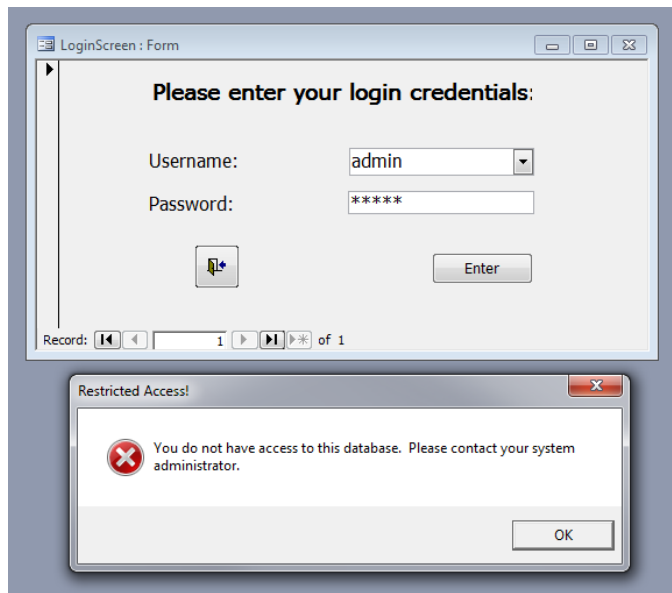 LoginScreen : Form
Please enter your login credentials:
Username: admin
Password: *****
Enter
Record: 1 of 1
Restricted Access!
You do not have access to this database.  Please contact your system
administrator.
OK